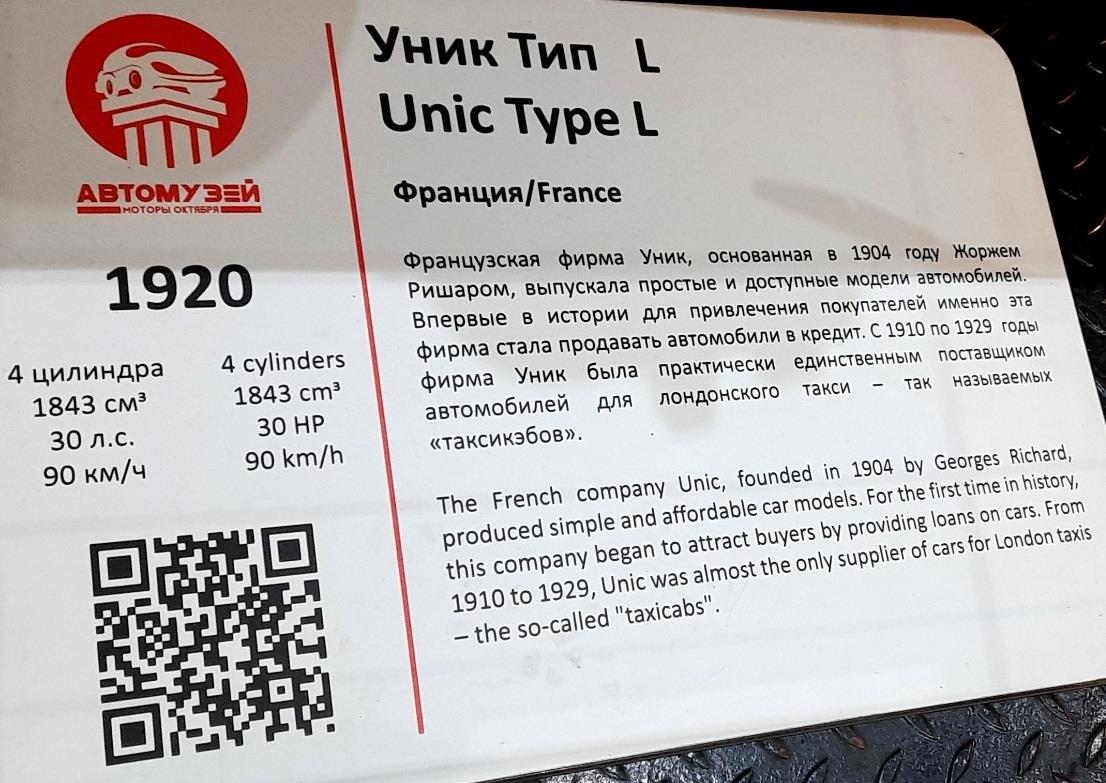 АВТОМУЗЕЙ
МОТОРЫ ОКТЯБРЯ
1920
4 цилиндра
1843 см³
30 л.с.
90 км/ч
4 cylinders
1843 cm³
30 HP
90 km/h
Уник Тип L
Unic Type L
Франция/France
Французская фирма Уник, основанная в 1904 году Жоржем
Ришаром, выпускала простые и доступные модели автомобилей.
Впервые в истории для привлечения покупателей именно эта
фирма стала продавать автомобили в кредит. С 1910 по 1929 годы
фирма Уник была практически единственным поставщиком
автомобилей для лондонского такси – так называемых
«таксикэбов».
The French company Unic, founded in 1904 by Georges Richard,
produced simple and affordable car models. For the first time in history,
this company began to attract buyers by providing loans on cars. From
1910 to 1929, Unic was almost the only supplier of cars for London taxis
– the so-called "taxicabs".